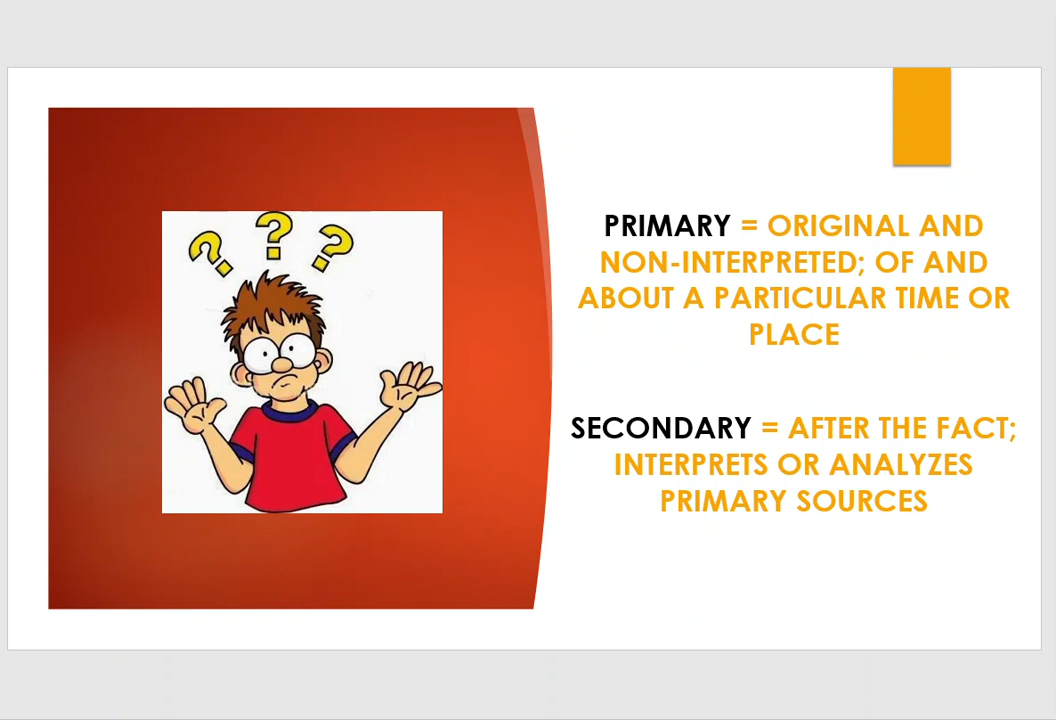 ? ? ?
PRIMARY = ORIGINAL AND
NON-INTERPRETED; OF AND
ABOUT A PARTICULAR TIME OR
PLACE
SECONDARY = AFTER THE FACT;
INTERPRETS OR ANALYZES
PRIMARY SOURCES